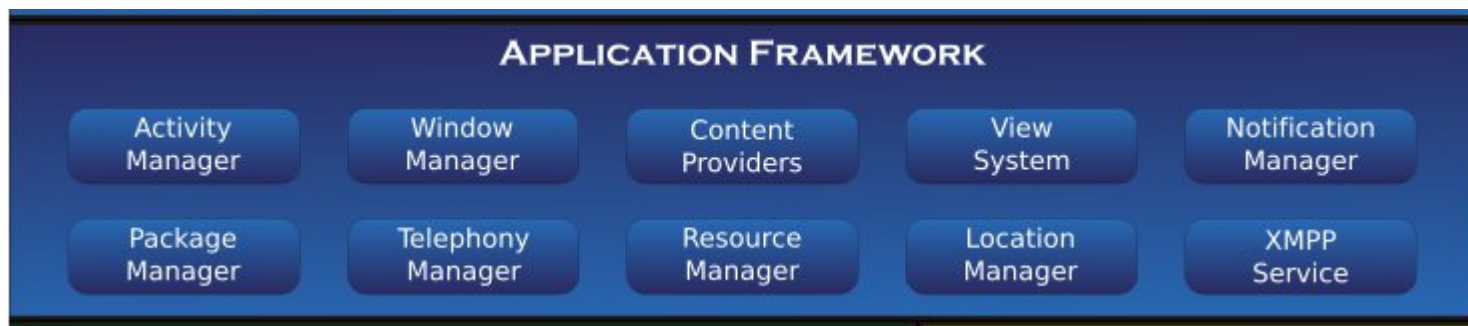 APPLICATION FRAMEWORK
Activity
Manager
Window
Manager
Content
Providers
View
System
Notification
Manager
Package
Manager
Telephony
Manager
Resource
Manager
Location
Manager
XMPP
Service